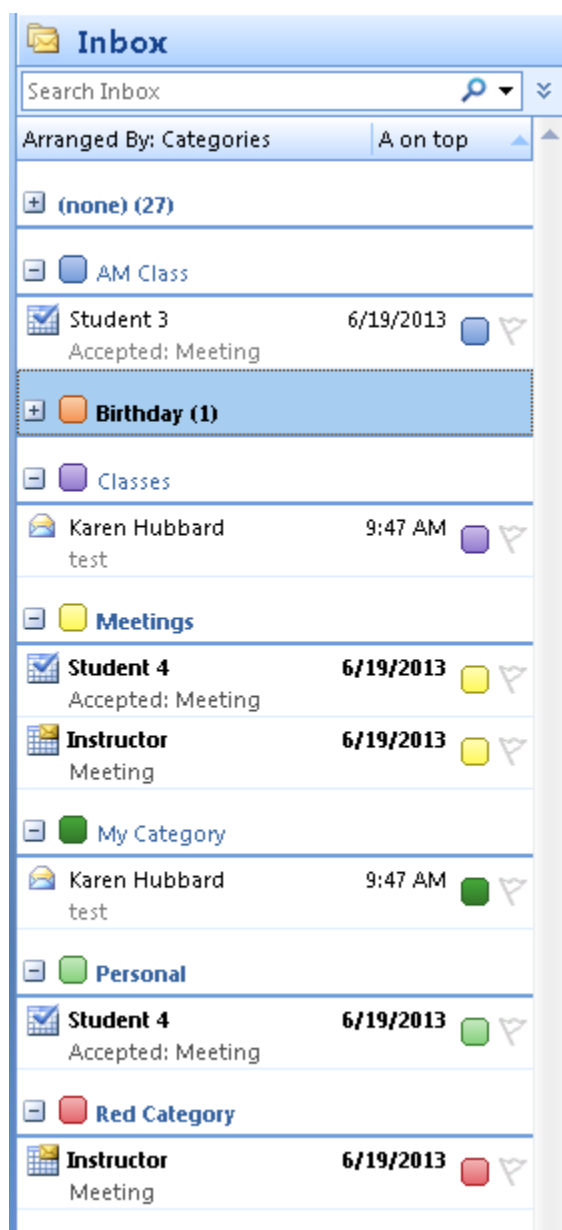 Inbox
Search Inbox
Arranged By: Categories A on top
(none) (27)
AM Class
Student 3 6/19/2013
Accepted: Meeting
Birthday (1)
Classes
Karen Hubbard 9:47 AM
test
Meetings
Student 4 6/19/2013
Accepted: Meeting
Instructor 6/19/2013
Meeting
My Category
Karen Hubbard 9:47 AM
test
Personal
Student 4 6/19/2013
Accepted: Meeting
Red Category
Instructor 6/19/2013
Meeting